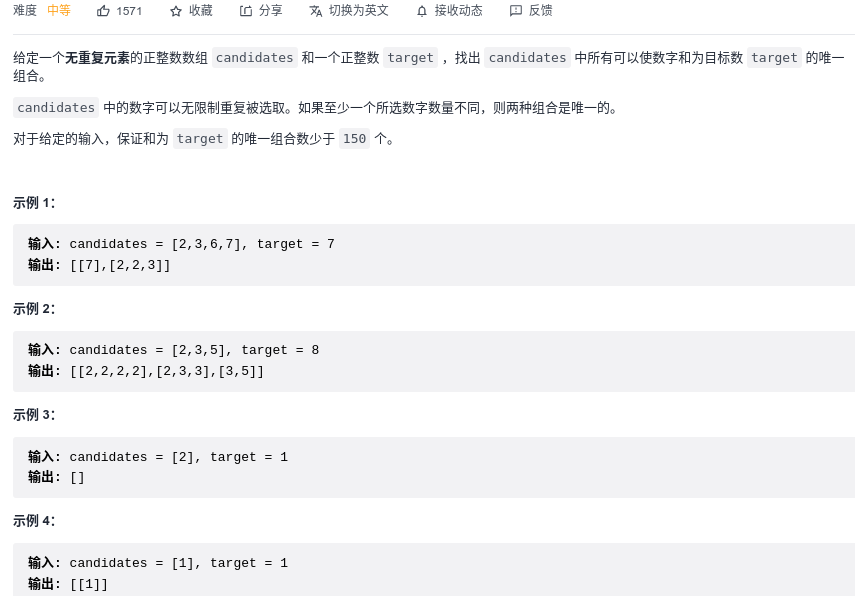 难度 中等 1571 收藏 分享 切换为英文 接收动态 反馈
给定一个无重复元素的正整数数组 candidates 和一个正整数 target ，找出 candidates 中所有可以使数字和为目标数 target 的唯一
组合。
candidates 中的数字可以无限制重复被选取。如果至少一个所选数字数量不同，则两种组合是唯一的。
对于给定的输入，保证和为 target 的唯一组合数少于 150 个。
示例 1：
输入: candidates = [2,3,6,7], target = 7
输出: [[7],[2,2,3]]
示例 2：
输入: candidates = [2,3,5], target = 8
输出: [[2,2,2,2],[2,3,3],[3,5]]
示例 3：
输入: candidates = [2], target = 1
输出: []
示例 4：
输入: candidates = [1], target = 1
输出: [[1]]